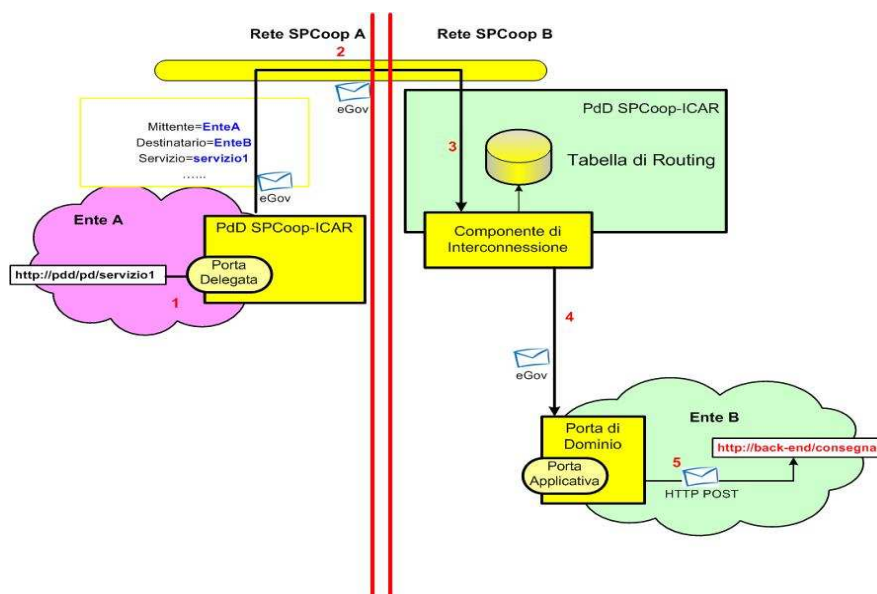 Rete SPCoop A
2
Rete SPCoop B
eGov
Mittente=EnteA
Destinatario=EnteB
Servizio=servizio1
......
eGov
Ente A
PdD SPCoop-ICAR
http://pdd/pd/servizio1
Porta
Delegata
1
PdD SPCoop-ICAR
3
Tabella di Routing
Componente di
Interconnessione
4
eGov
Ente B
Porta di
Dominio
http://back-end/consegna
Porta
Applicativa
5
HTTP POST